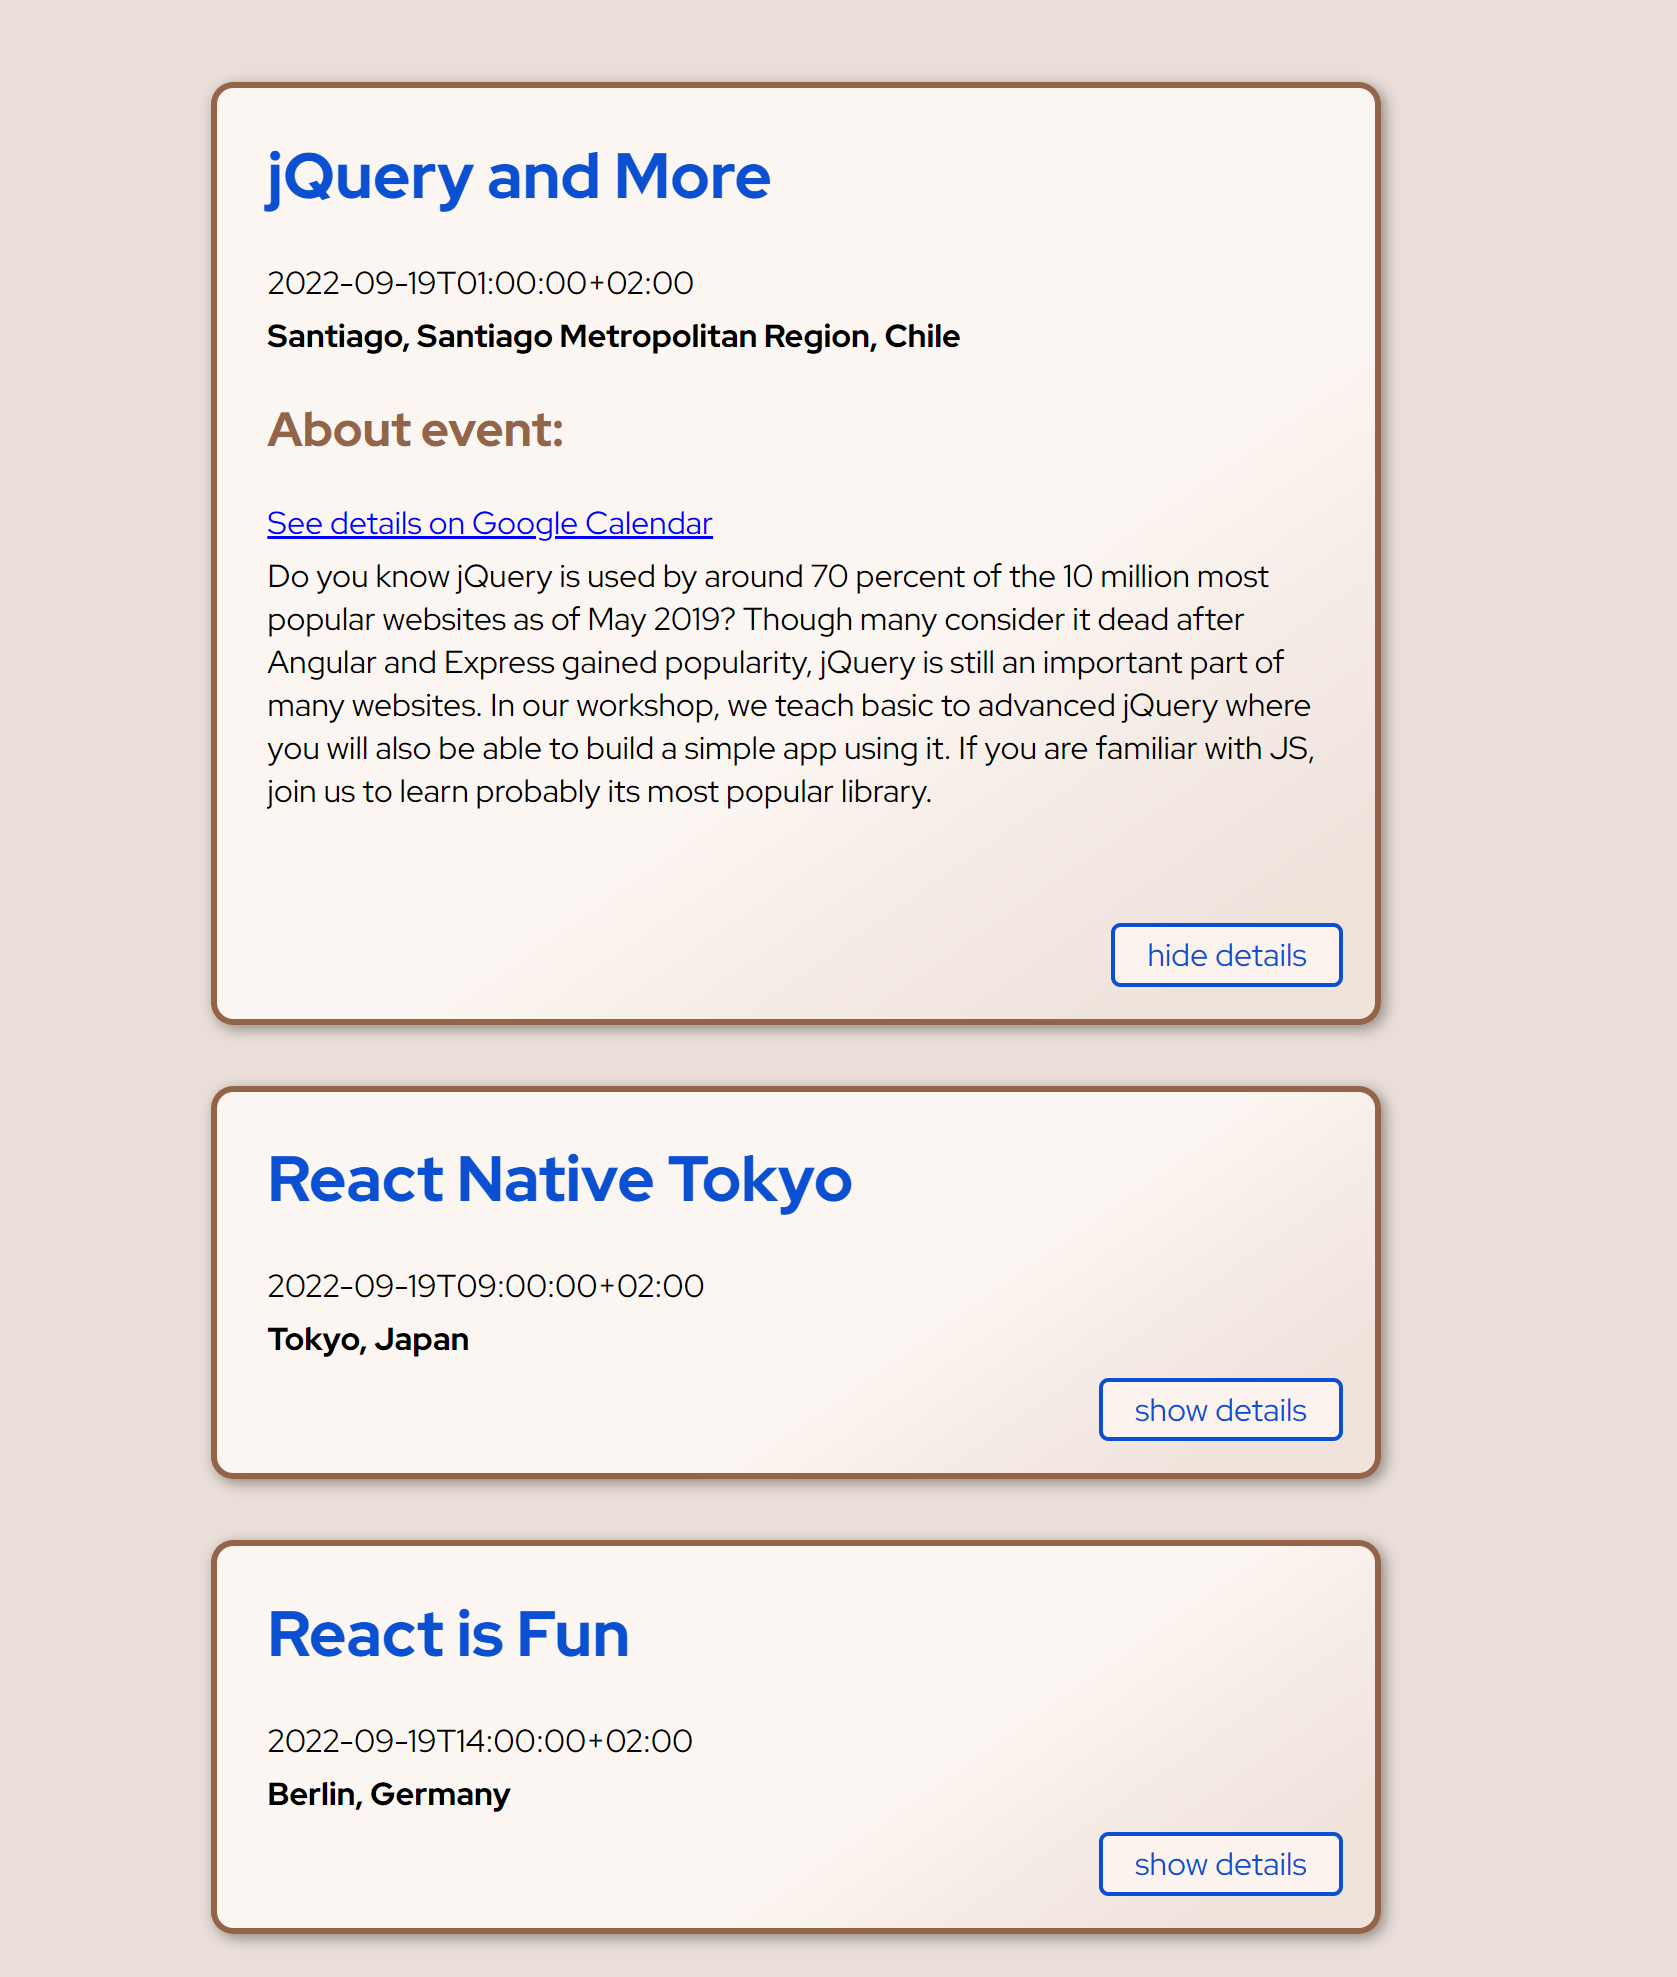 jQuery and More
2022-09-19T01:00:00+02:00
Santiago, Santiago Metropolitan Region, Chile
About event:
See details on Google Calendar
Do you know jQuery is used by around 70 percent of the 10 million most
popular websites as of May 2019? Though many consider it dead after
Angular and Express gained popularity, jQuery is still an important part of
many websites. In our workshop, we teach basic to advanced jQuery where
you will also be able to build a simple app using it. If you are familiar with JS,
join us to learn probably its most popular library.
hide details
React Native Tokyo
2022-09-19T09:00:00+02:00
Tokyo, Japan
show details
React is Fun
2022-09-19T14:00:00+02:00
Berlin, Germany
show details